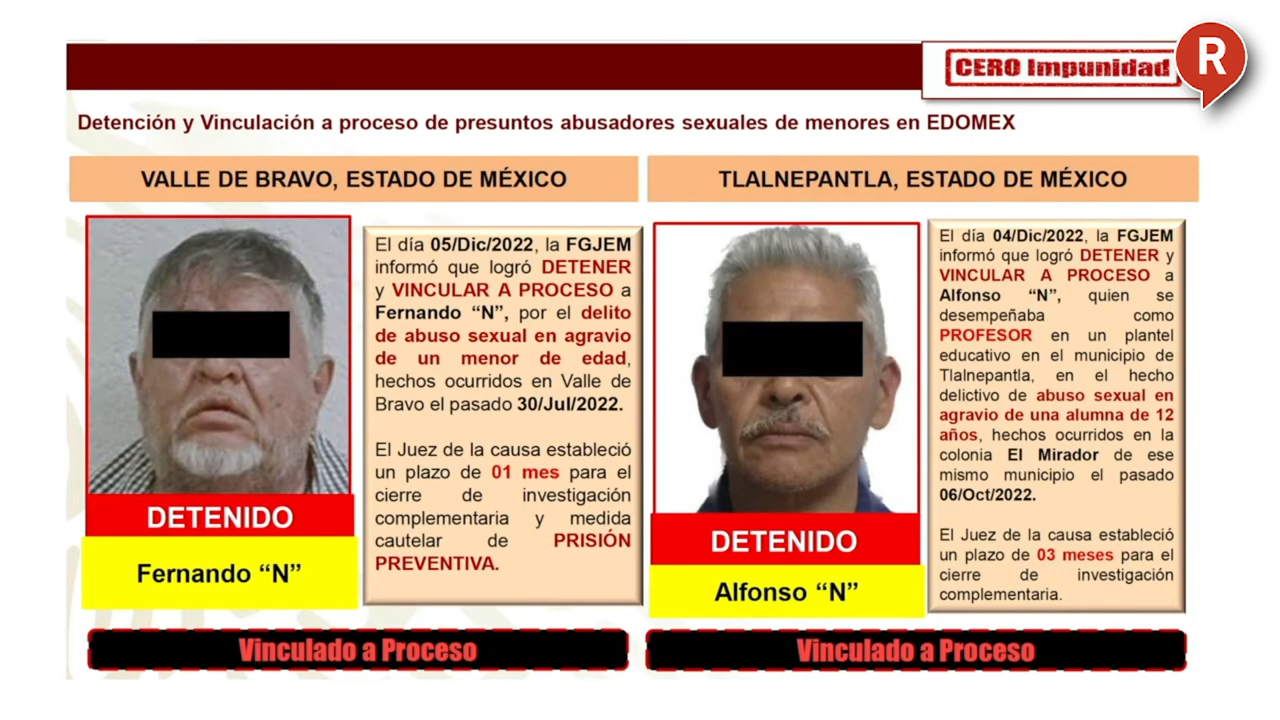 CERO Impunidad
R
Detención y Vinculación a proceso de presuntos abusadores sexuales de menores en EDOMEX
VALLE DE BRAVO, ESTADO DE MÉXICO
El día 05/Dic/2022, la FGJEM
informó que logró DETENER
y VINCULAR A PROCESO a
Fernando “N”, por el delito
de abuso sexual en agravio
de un menor de edad,
hechos ocurridos en Valle de
Bravo el pasado 30/Jul/2022.
El Juez de la causa estableció
un plazo de 01 mes para el
cierre de investigación
complementaria y medida
cautelar de PRISIÓN
PREVENTIVA.
DETENIDO
Fernando “N”
Vinculado a Proceso
TLALNEPANTLA, ESTADO DE MÉXICO
El día 04/Dic/2022, la FGJEM
informó que logró DETENER y
VINCULAR A PROCESO a
Alfonso “N”, quien se
desempeñaba como
PROFESOR en un plantel
educativo en el municipio de
Tlalnepantla, en el hecho
delictivo de abuso sexual en
agravio de una alumna de 12
años, hechos ocurridos en la
colonia El Mirador de ese
mismo municipio el pasado
06/Oct/2022.
El Juez de la causa estableció
un plazo de 03 meses para el
cierre de investigación
complementaria.
DETENIDO
Alfonso “N”
Vinculado a Proceso